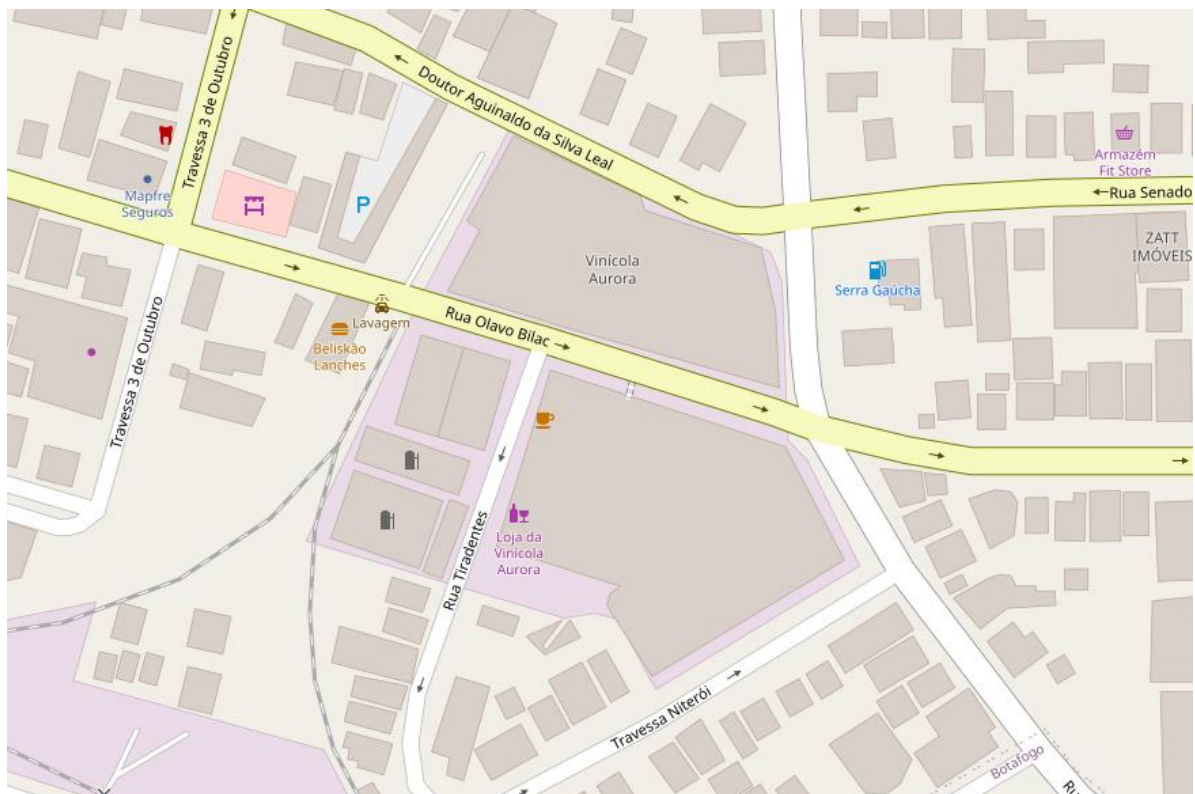 Travessa 3 de Outubro
Doutor Aguinaldo da Silva Leal
Armazém
Fit Store
Mapfre
Seguros
P
Rua Senado
Vinícola
Aurora
ZATT
IMÓVEIS
Serra Gaúcha
Lavagem
Rua Olavo Bilac
Beliskão
Lanches
Travessa 3 de Outubro
Loja da
Vinícola
Aurora
Rua Tiradentes
Travessa Niterói
Botafogo
Ru